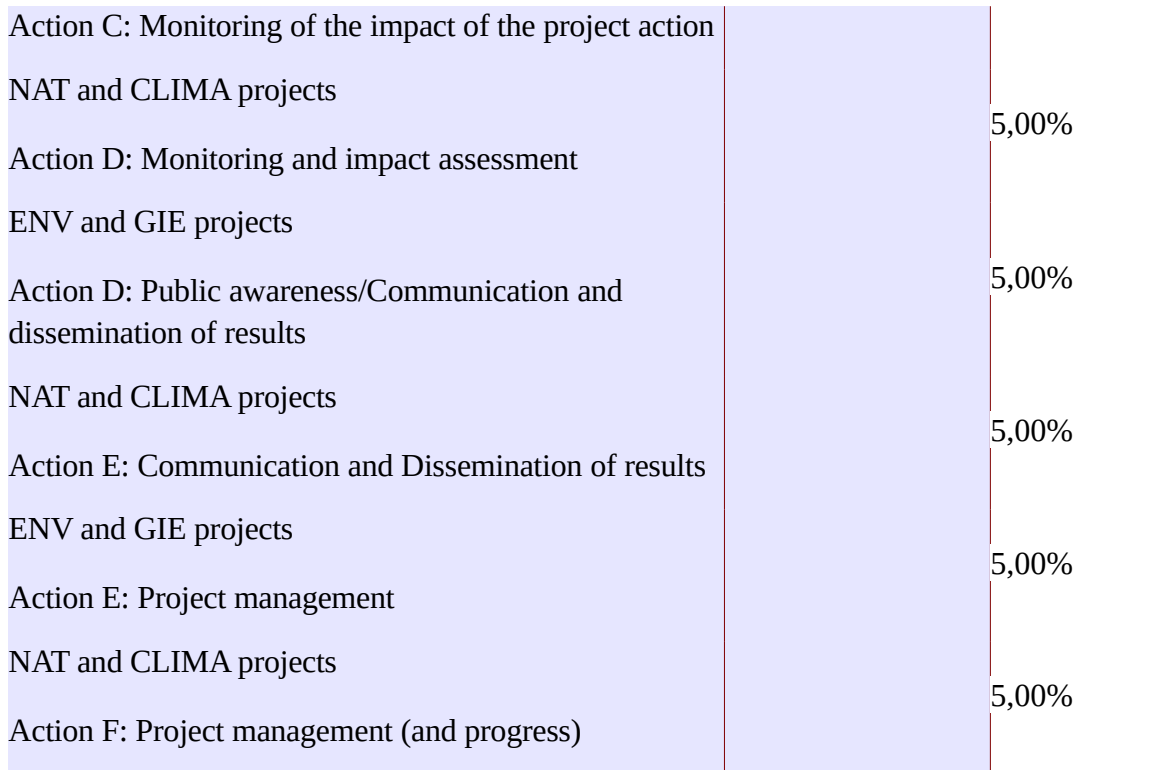 Action C: Monitoring of the impact of the project action
NAT and CLIMA projects
5,00%
Action D: Monitoring and impact assessment
ENV and GIE projects
5,00%
Action D: Public awareness/Communication and
dissemination of results
NAT and CLIMA projects
5,00%
Action E: Communication and Dissemination of results
ENV and GIE projects
5,00%
Action E: Project management
NAT and CLIMA projects
5,00%
Action F: Project management (and progress)